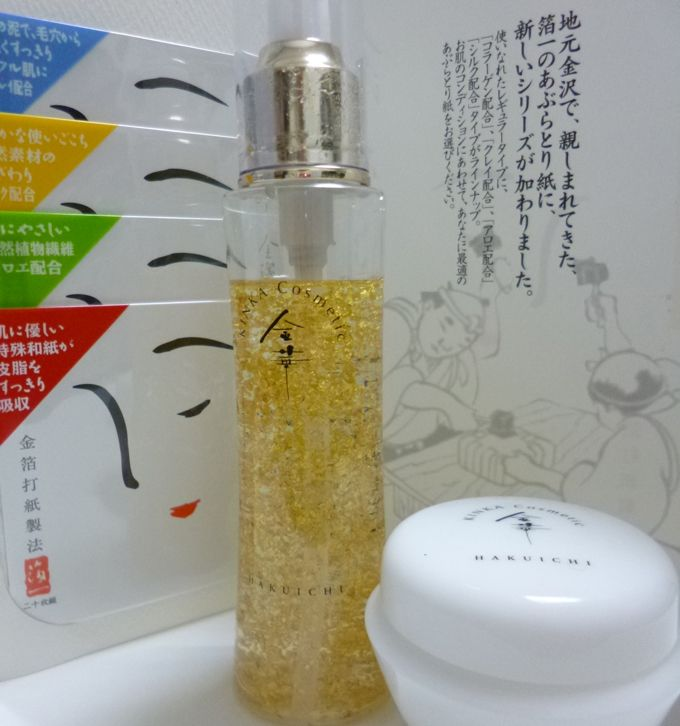 地元金沢で、親しまれてきた、
箔一のあぶらとり紙に、
新しいシリーズが加わりました。
使いなれたレギュラータイプに、
「コラーゲン配合」、「クレイ配合」、「アロエ配合」
「シルク配合」タイプがラインナップ。
お肌のコンディションにあわせて、あなたに最適の
あぶらとり紙をお選びください。
の泥で、毛穴から
くすっきり
フル肌に
配合
かな使いごこち
素素材の
ざわり
ク配合
にやさしい
然植物繊維
ロエ配合
肌に優しい
特殊和紙が
皮脂を
すっきり
吸収
金箔打紙製法
箔一
二十枚綴
KINKA Cosmetic
金華
HAKUICHI
KINKA Cosmetic
金華
HAKUICHI